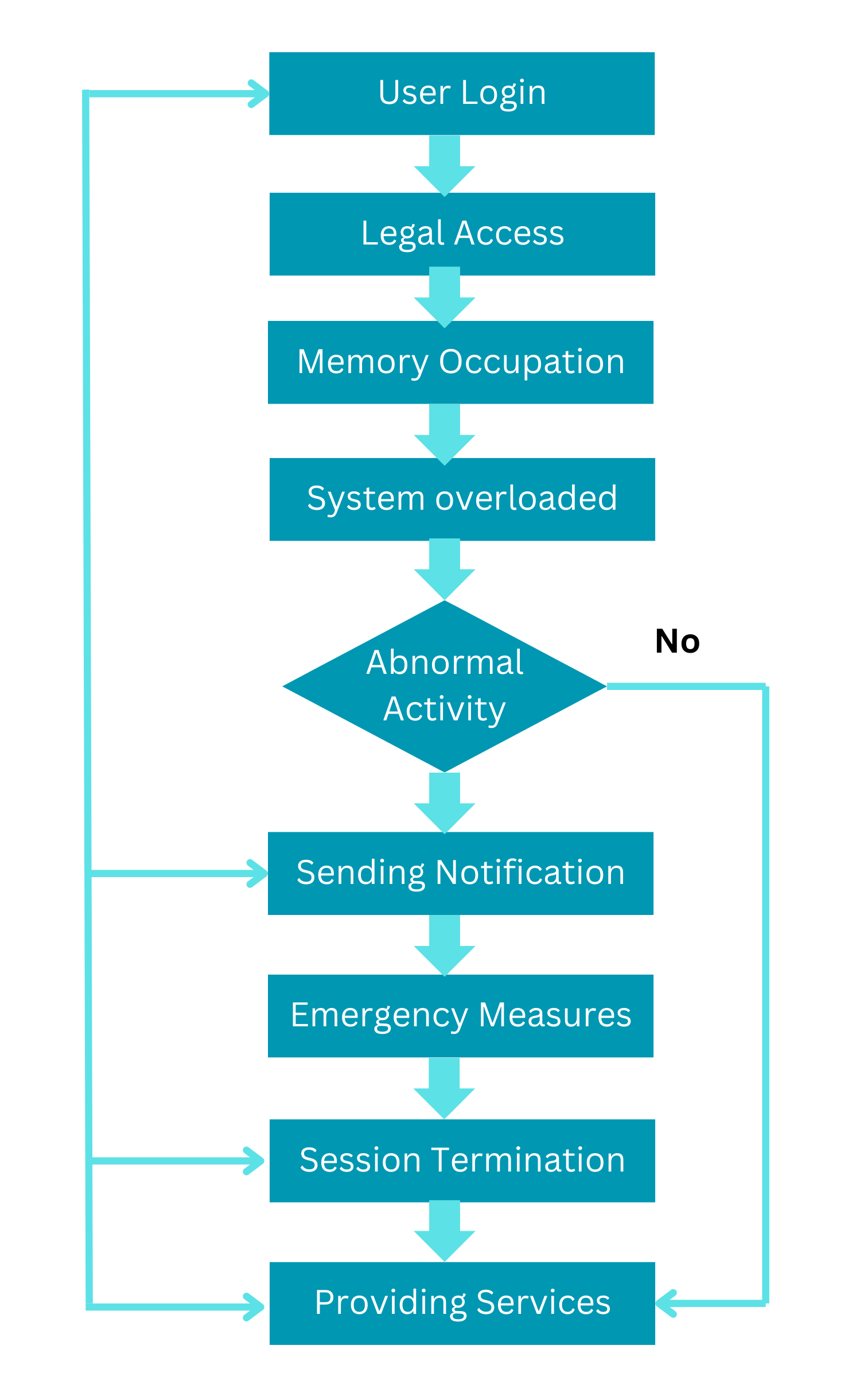 User Login
Legal Access
Memory Occupation
System overloaded
No
Abnormal
Activity
Sending Notification
Emergency Measures
Session Termination
Providing Services